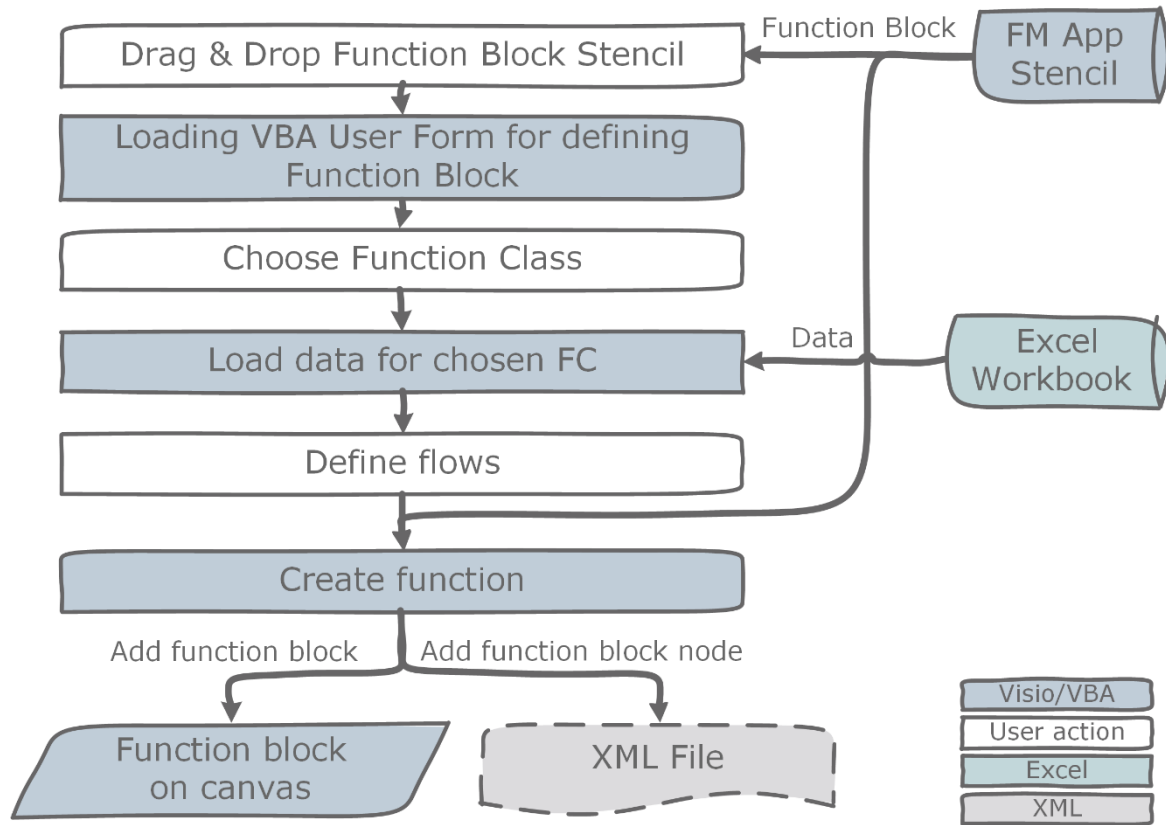 Drag & Drop Function Block Stencil
Function Block
FM App
Stencil
Loading VBA User Form for defining
Function Block
Choose Function Class
Load data for chosen FC
Data
Excel
Workbook
Define flows
Create function
Add function block
Add function block node
Function block
on canvas
XML File
Visio/VBA
User action
Excel
XML